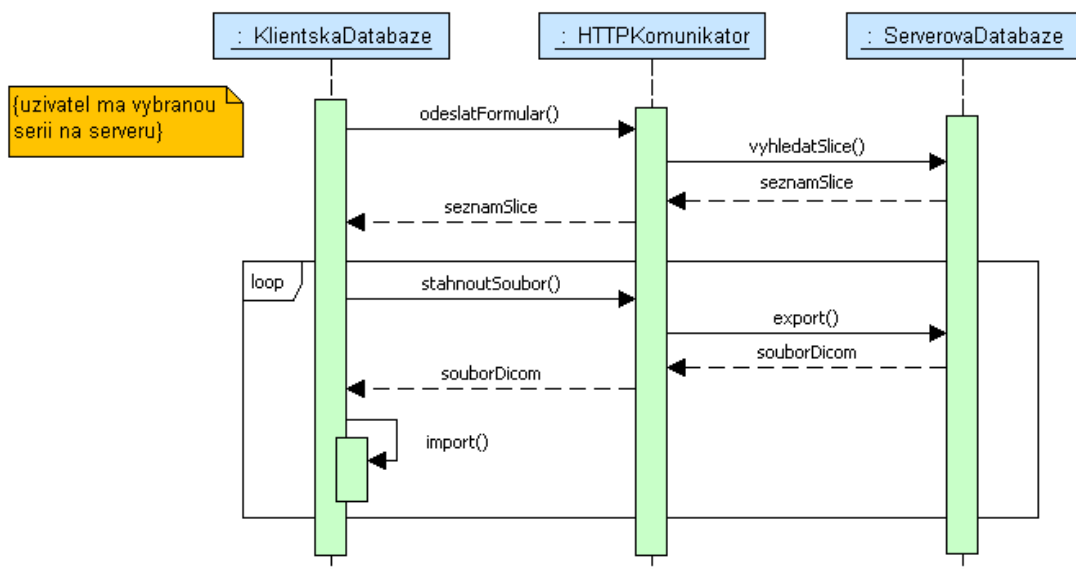 : KlientskaDatabaze
: HTTPKomunikator
: ServerovaDatabaze
{uzivatel ma vybranou
serii na serveru}
odeslatFormular()
vyhledatSlice()
seznamSlice
seznamSlice
loop
stahnoutSoubor()
export()
souborDicom
souborDicom
import()